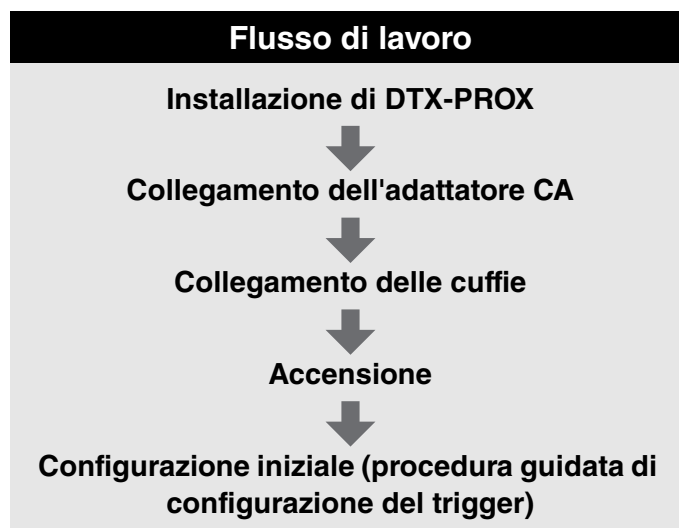 Flusso di lavoro
Installazione di DTX-PROX
Collegamento dell'adattatore CA
Collegamento delle cuffie
Accensione
Configurazione iniziale (procedura guidata di
configurazione del trigger)